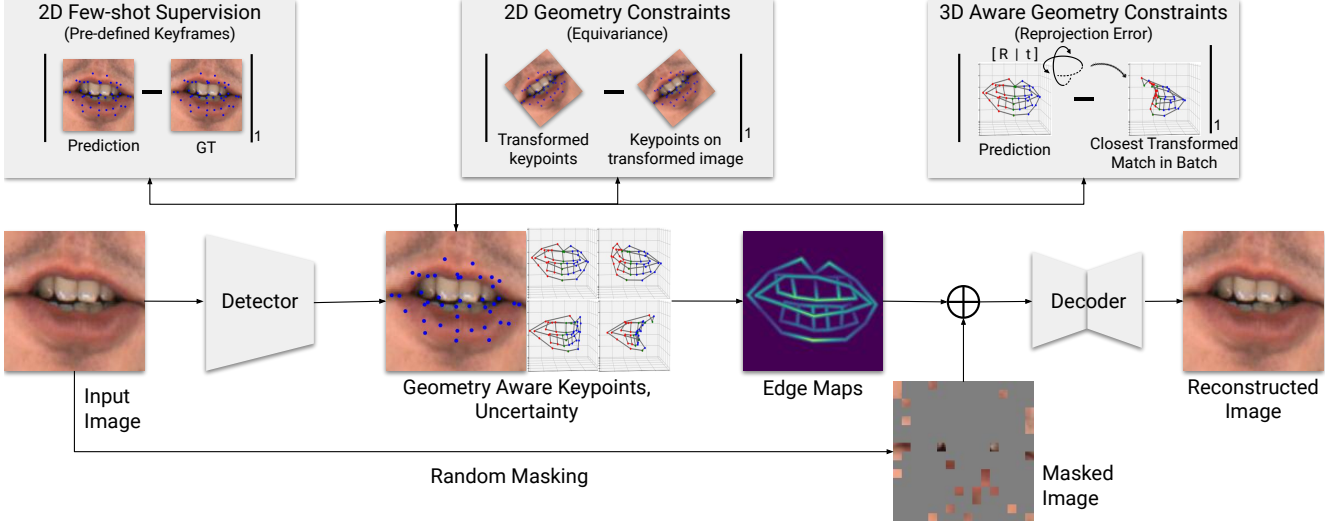 2D Few-shot Supervision
(Pre-defined Keyframes)
Prediction
GT
1
2D Geometry Constraints
(Equivariance)
Transformed
keypoints
Keypoints on
transformed image
1
3D Aware Geometry Constraints
(Reprojection Error)
[R | t]
Prediction
Closest Transformed
Match in Batch
1
Input
Image
Detector
Geometry Aware Keypoints,
Uncertainty
Edge Maps
Decoder
Reconstructed
Image
Random Masking
Masked
Image